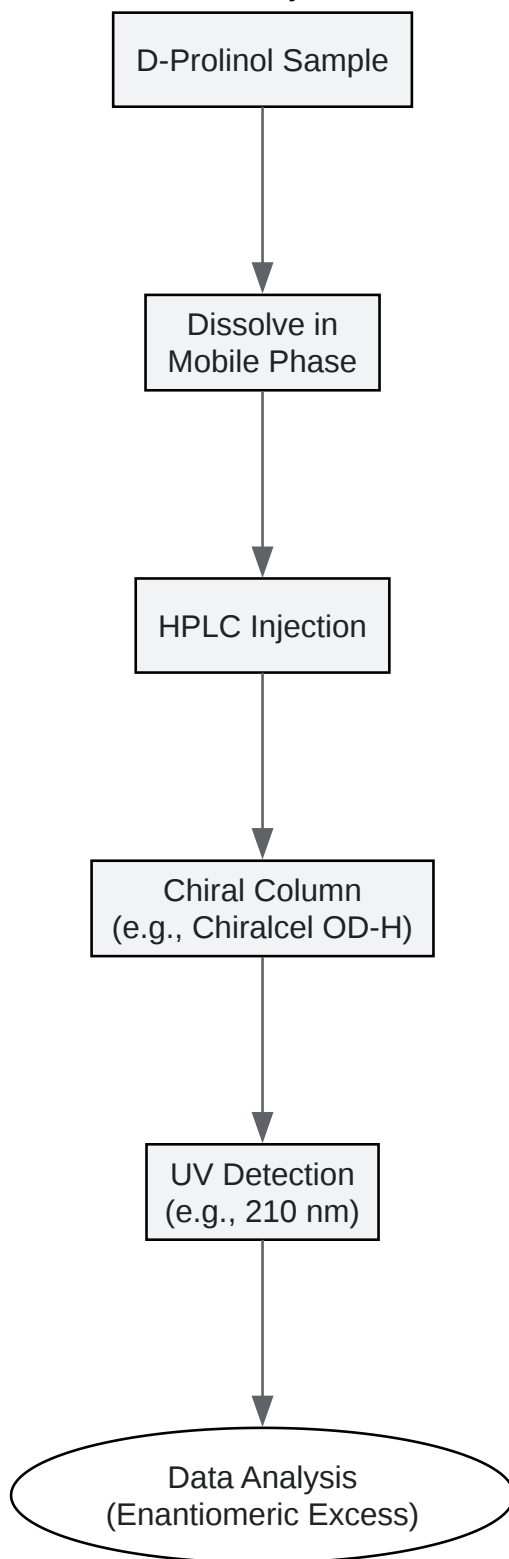 D-Prolinol Sample
Dissolve in
Mobile Phase
HPLC Injection
Chiral Column
(e.g., Chiralcel OD-H)
UV Detection
(e.g., 210 nm)
Data Analysis
(Enantiomeric Excess)